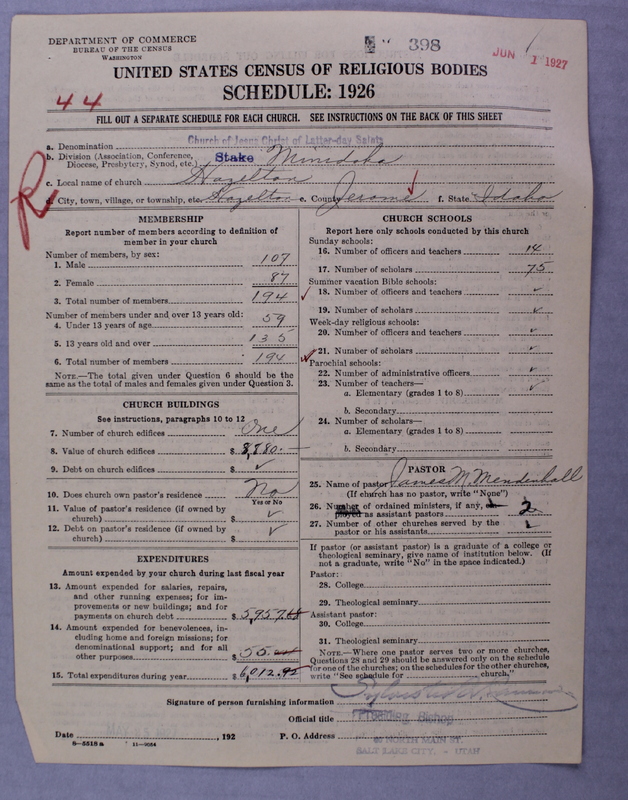 DEPARTMENT OF COMMERCE
BUREAU OF THE CENSUS
WASHINGTON
398
JUN 1 1927
UNITED STATES CENSUS OF RELIGIOUS BODIES
SCHEDULE: 1926
44
FILL OUT A SEPARATE SCHEDULE FOR EACH CHURCH. SEE INSTRUCTIONS ON THE BACK OF THIS SHEET
R
a. Denomination Church of Jesus Christ of Latter-day Saints
b. Division (Association, Conference, Diocese, Presbytery, Synod, etc.) Stake Minidoka
c. Local name of church Hazelton
d. City, town, village, or township, etc. Hazelton e. County Jerome f. State Idaho
MEMBERSHIP
Report number of members according to definition of
member in your church
Number of members, by sex:
1. Male 107
2. Female 87
3. Total number of members 194
Number of members under and over 13 years old:
4. Under 13 years of age 59
5. 13 years old and over 135
6. Total number of members 194
NOTE.—The total given under Question 6 should be
same as the total of males and females given under Question 3.
CHURCH BUILDINGS
See instructions, paragraphs 10 to 12
7. Number of church edifices One
8. Value of church edifices $ 8,880.—
9. Debt on church edifices $ ✓
10. Does church own pastor's residence No
Yes or No
11. Value of pastor's residence (if owned by
church) $ ✓
12. Debt on pastor's residence (if owned by
church) $ ✓
EXPENDITURES
Amount expended by your church during last fiscal year
13. Amount expended for salaries, repairs,
and other running expenses; for im-
provements or new buildings; and for
payments on church debt $ 5,957.
14. Amount expended for benevolences, in-
cluding home and foreign missions; for
denominational support; and for all
other purposes $ 55.
15. Total expenditures during year $ 6,012.92
CHURCH SCHOOLS
Report here only schools conducted by this church
Sunday schools:
16. Number of officers and teachers 14
17. Number of scholars 75
Summer vacation Bible schools:
18. Number of officers and teachers ✓
19. Number of scholars ✓
Week-day religious schools:
20. Number of officers and teachers ✓
21. Number of scholars ✓
Parochial schools:
22. Number of administrative officers ✓
23. Number of teachers—
a. Elementary (grades 1 to 8) ✓
b. Secondary
24. Number of scholars—
a. Elementary (grades 1 to 8)
b. Secondary
PASTOR
25. Name of pastor James M. Mendenhall
(If church has no pastor, write "None")
26. Number of ordained ministers, if any,
as assistant pastors 2
27. Number of other churches served by the
pastor or his assistants
If pastor (or assistant pastor) is a graduate of a college or
theological seminary, give name of institution below. (If
not a graduate, write "No" in the space indicated.)
Pastor:
28. College
29. Theological seminary
Assistant pastor:
30. College
31. Theological seminary
NOTE.—Where one pastor serves two or more churches,
Questions 28 and 29 should be answered only on the schedule
for one of the churches; on the schedules for the other churches,
write "See schedule for church."
Signature of person furnishing information
Official title Presiding Bishop
Date , 192 P. O. Address 40 NORTH MAIN ST.
SALT LAKE CITY, - UTAH
8—5518 a 11—9054